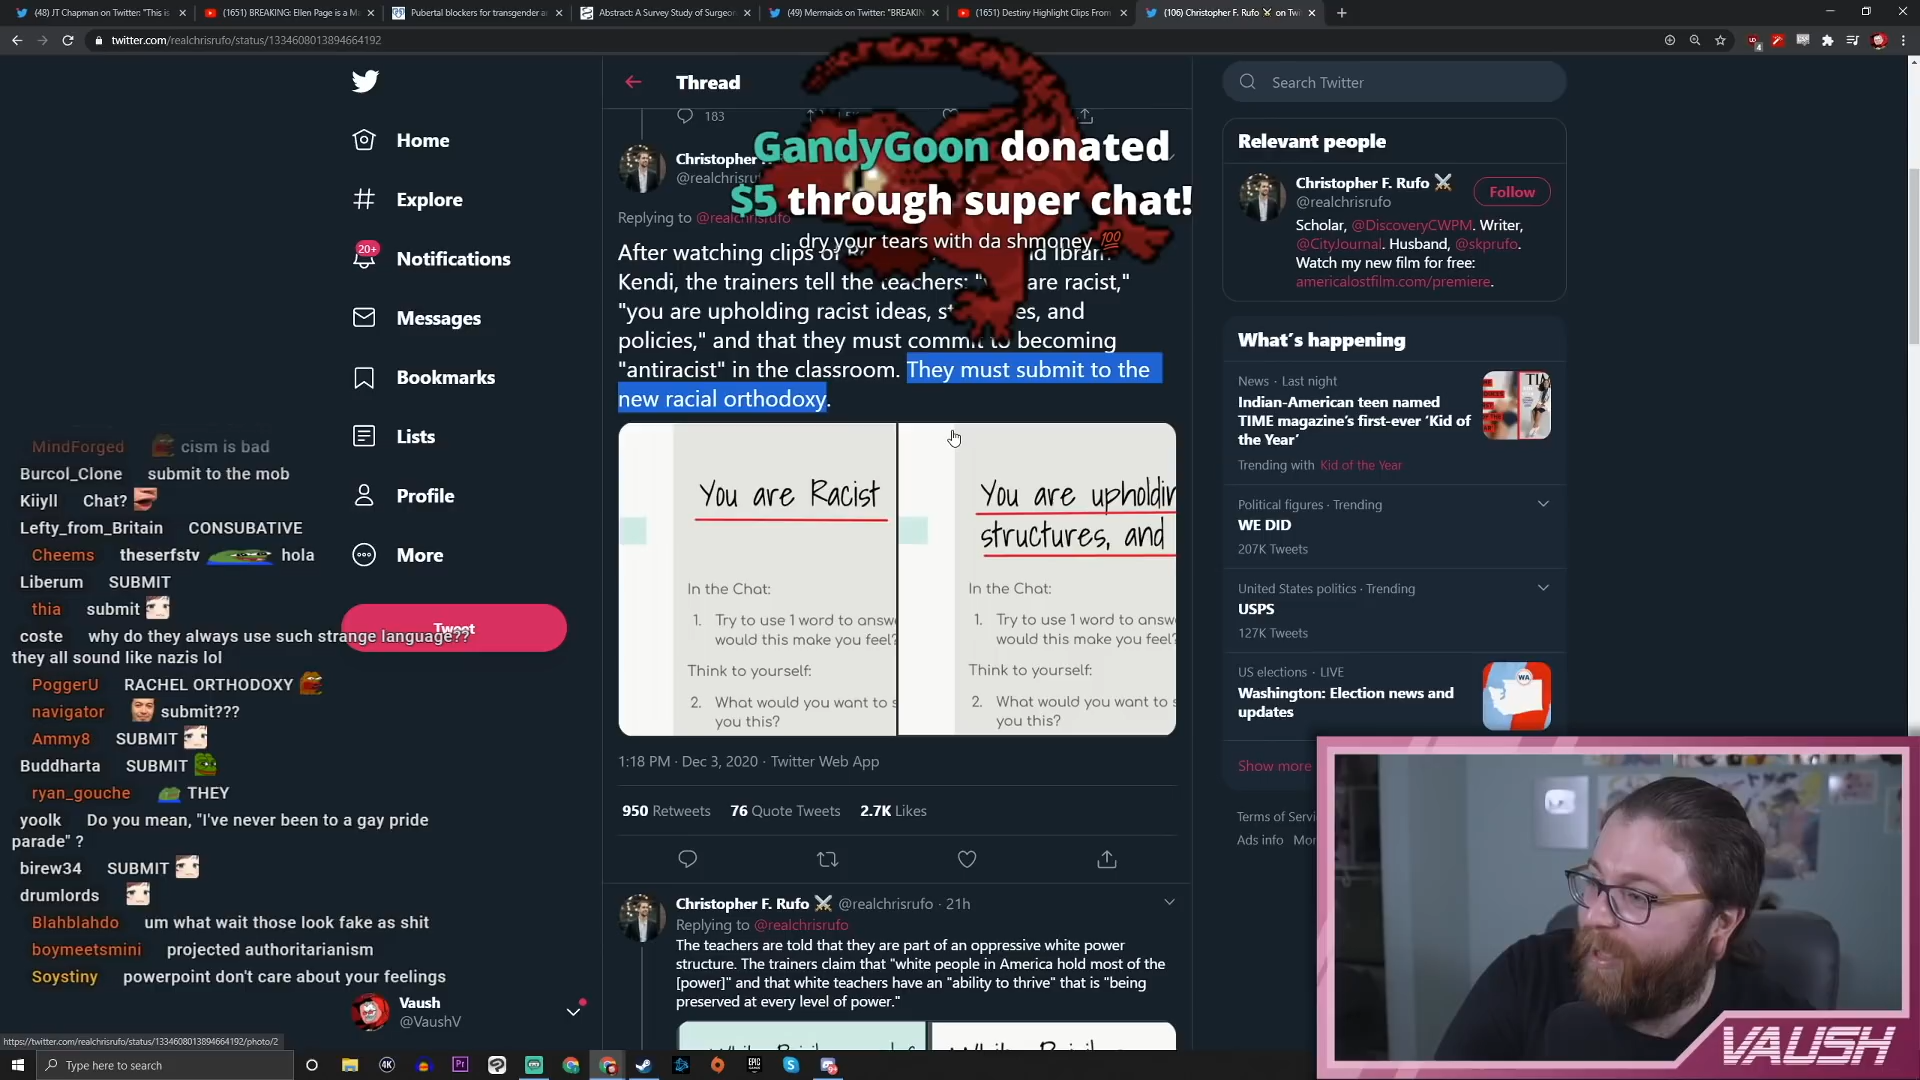 (48) JT Chapman on Twitter: "This is
(1651) BREAKING: Ellen Page is a Ma
Pubertal blockers for transgender an
Abstract: A Survey Study of Surgeon
(49) Mermaids on Twitter: "BREAKIN
(1651) Destiny Highlight Clips From
(106) Christopher F. Rufo ⚔ on Tw
twitter.com/realchrisrufo/status/1334608013894664192
Home
Explore
20+
Notifications
Messages
Bookmarks
Lists
Profile
More
Tweet
Thread
183
Christopher
@realchrisru
GandyGoon donated
$5 through super chat!
dry your tears with da shmoney 💯
Replying to @realchrisrufo
After watching clips of
Kendi, the trainers tell the teachers: are racist,"
"you are upholding racist ideas, and
policies," and that they must commit to becoming
"antiracist" in the classroom. They must submit to the
new racial orthodoxy.
You are Racist
In the Chat:
1. Try to use 1 word to answ
would this make you feel?
Think to yourself:
2. What would you want to s
you this?
You are upholdin
structures, and
In the Chat:
1. Try to use 1 word to answ
would this make you feel?
Think to yourself:
2. What would you want to s
you this?
1:18 PM · Dec 3, 2020 · Twitter Web App
950 Retweets 76 Quote Tweets 2.7K Likes
Christopher F. Rufo ⚔ @realchrisrufo · 21h
Replying to @realchrisrufo
The teachers are told that they are part of an oppressive white power
structure. The trainers claim that "white people in America hold most of the
[power]" and that white teachers have an "ability to thrive" that is "being
preserved at every level of power."
Search Twitter
Relevant people
Christopher F. Rufo ⚔
@realchrisrufo
Follow
Scholar, @DiscoveryCWPM. Writer,
@CityJournal. Husband, @skprufo.
Watch my new film for free:
americalostfilm.com/premiere.
What's happening
News · Last night
Indian-American teen named
TIME magazine's first-ever 'Kid of
the Year'
Trending with Kid of the Year
Political figures · Trending
WE DID
207K Tweets
United States politics · Trending
USPS
127K Tweets
US elections · LIVE
Washington: Election news and
updates
WA
Show more
Terms of Servi
Ads info Mor
MindForged cism is bad
Burcol_Clone submit to the mob
Kiiyll Chat?
Lefty_from_Britain CONSUBATIVE
Cheems theserfstv hola
Liberum SUBMIT
thia submit
coste why do they always use such strange language??
they all sound like nazis lol
PoggerU RACHEL ORTHODOXY
navigator submit???
Ammy8 SUBMIT
Buddharta SUBMIT
ryan_gouche THEY
yoolk Do you mean, "I've never been to a gay pride
parade" ?
birew34 SUBMIT
drumlords
Blahblahdo um what wait those look fake as shit
boymeetsmini projected authoritarianism
Soystiny powerpoint don't care about your feelings
Vaush
@VaushV
https://twitter.com/realchrisrufo/status/1334608013894664192/photo/2
Type here to search
VAUSH